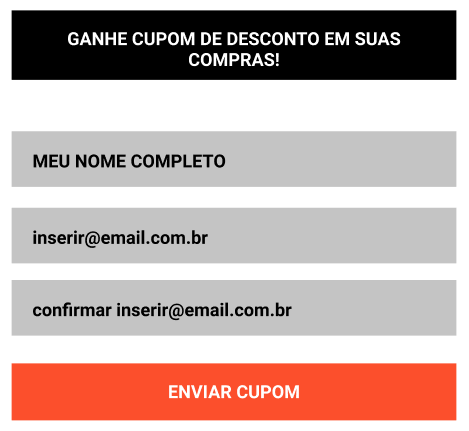 GANHE CUPOM DE DESCONTO EM SUAS
COMPRAS!
MEU NOME COMPLETO
inserir@email.com.br
confirmar inserir@email.com.br
ENVIAR CUPOM